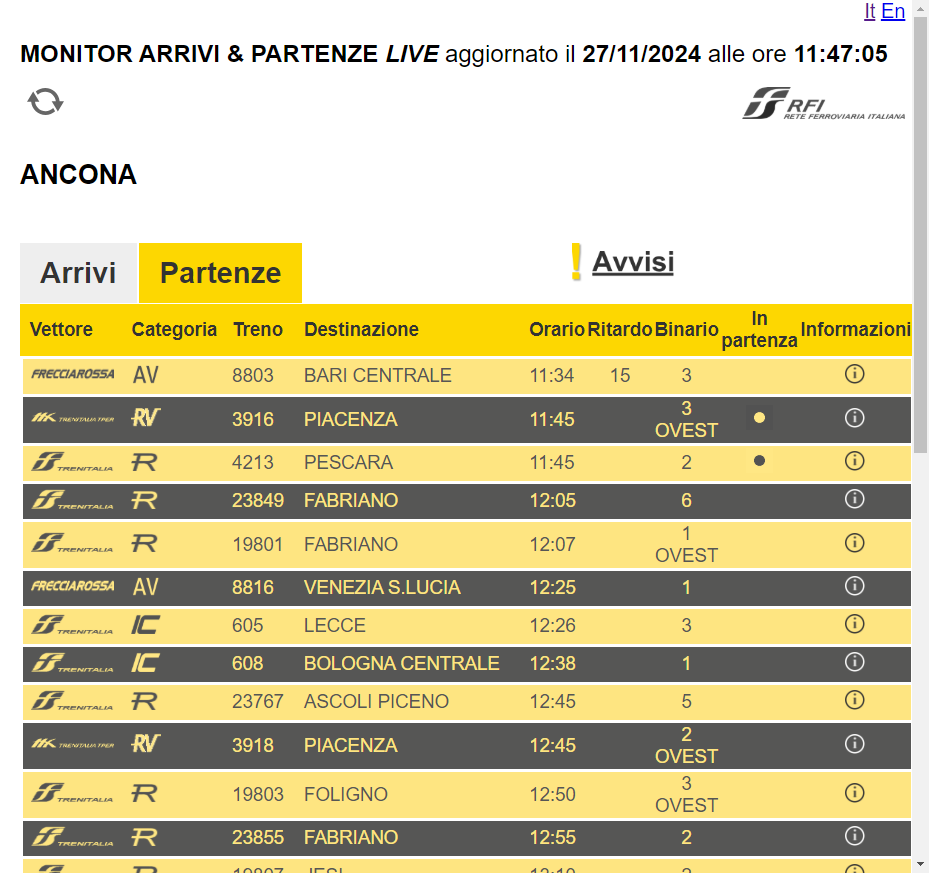 It En
MONITOR ARRIVI & PARTENZE LIVE aggiornato il 27/11/2024 alle ore 11:47:05
RFI
RETE FERROVIARIA ITALIANA
ANCONA
Arrivi Partenze ! Avvisi
Vettore Categoria Treno Destinazione Orario Ritardo Binario In partenza Informazioni
FRECCIAROSSA AV 8803 BARI CENTRALE 11:34 15 3
TRENITALIA TPER RV 3916 PIACENZA 11:45 3 OVEST
TRENITALIA R 4213 PESCARA 11:45 2
TRENITALIA R 23849 FABRIANO 12:05 6
TRENITALIA R 19801 FABRIANO 12:07 1 OVEST
FRECCIAROSSA AV 8816 VENEZIA S.LUCIA 12:25 1
TRENITALIA IC 605 LECCE 12:26 3
TRENITALIA IC 608 BOLOGNA CENTRALE 12:38 1
TRENITALIA R 23767 ASCOLI PICENO 12:45 5
TRENITALIA TPER RV 3918 PIACENZA 12:45 2 OVEST
TRENITALIA R 19803 FOLIGNO 12:50 3 OVEST
TRENITALIA R 23855 FABRIANO 12:55 2